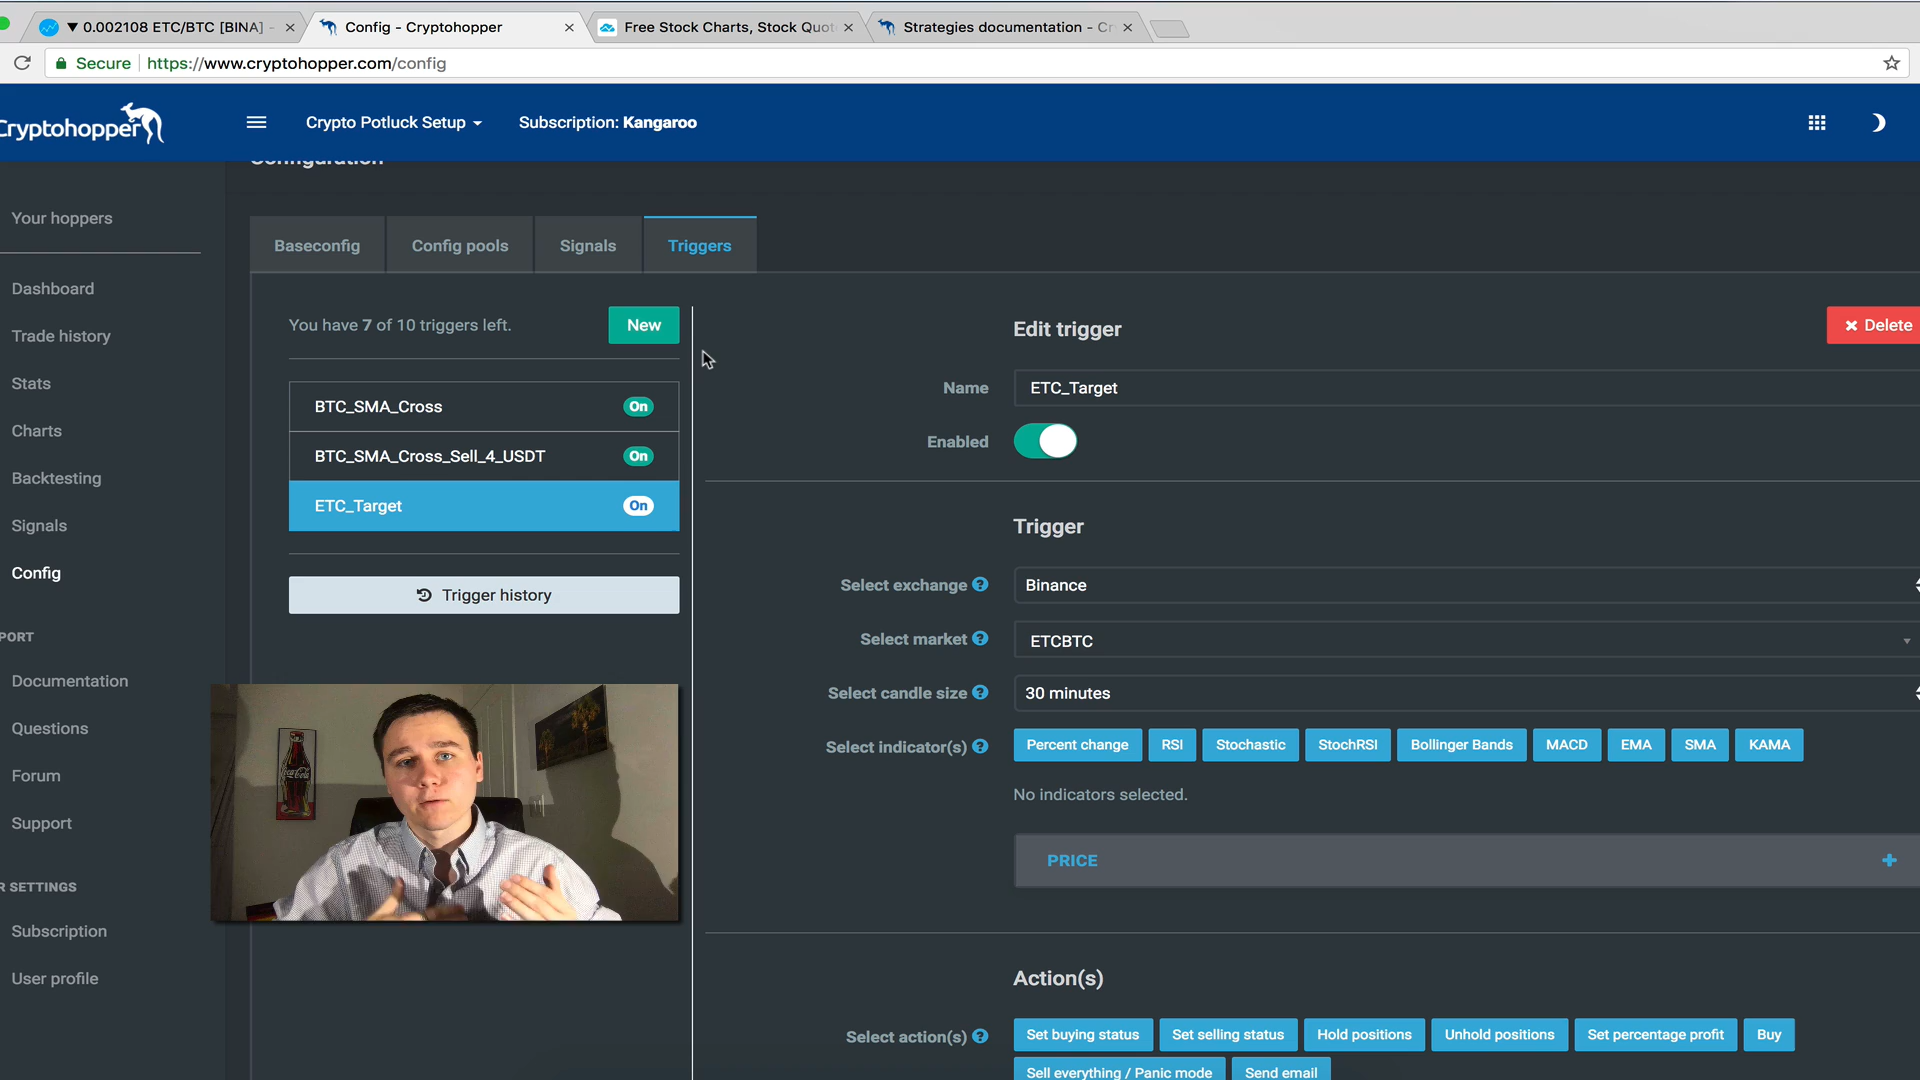 ▼ 0.002108 ETC/BTC [BINA] -
Config - Cryptohopper
Free Stock Charts, Stock Quot
Strategies documentation - Cr
Secure
https://www.cryptohopper.com/config
Cryptohopper
Crypto Potluck Setup
Subscription: Kangaroo
Configuration
Your hoppers
Dashboard
Trade history
Stats
Charts
Backtesting
Signals
Config
PORT
Documentation
Questions
Forum
Support
R SETTINGS
Subscription
User profile
Baseconfig
Config pools
Signals
Triggers
You have 7 of 10 triggers left.
New
BTC_SMA_Cross
On
BTC_SMA_Cross_Sell_4_USDT
On
ETC_Target
On
Trigger history
Coca-Cola
Edit trigger
Delete
Name
ETC_Target
Enabled
Trigger
Select exchange
Binance
Select market
ETCBTC
Select candle size
30 minutes
Select indicator(s)
Percent change
RSI
Stochastic
StochRSI
Bollinger Bands
MACD
EMA
SMA
KAMA
No indicators selected.
PRICE
+
Action(s)
Select action(s)
Set buying status
Set selling status
Hold positions
Unhold positions
Set percentage profit
Buy
Sell everything / Panic mode
Send email